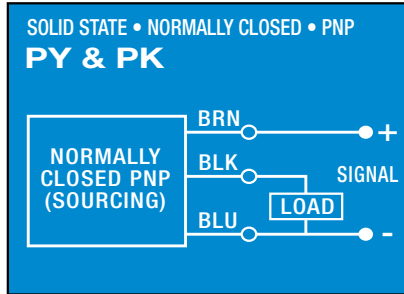 SOLID STATE • NORMALLY CLOSED • PNP
PY & PK
BRN
+
NORMALLY
CLOSED PNP
(SOURCING)
BLK
SIGNAL
LOAD
BLU
-